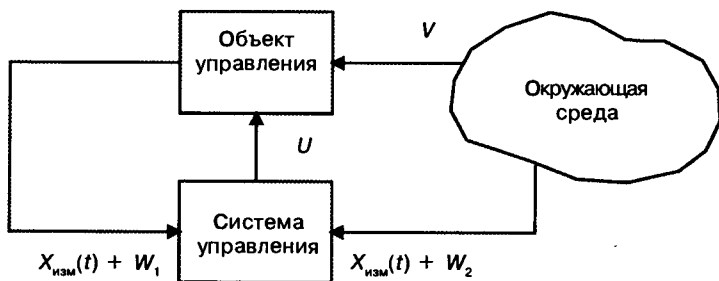 Объект
управления
V
Окружающая
среда
U
Система
управления
Xизм(t) + W1
Xизм(t) + W2